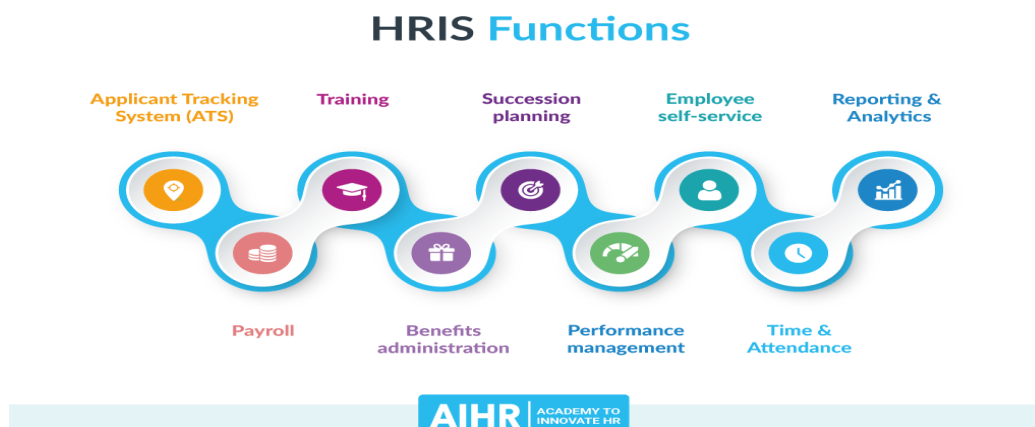 HRIS Functions
Applicant Tracking
System (ATS)
Training
Succession
planning
Employee
self-service
Reporting &
Analytics
Payroll
Benefits
administration
Performance
management
Time &
Attendance
AIHR
ACADEMY TO
INNOVATE HR